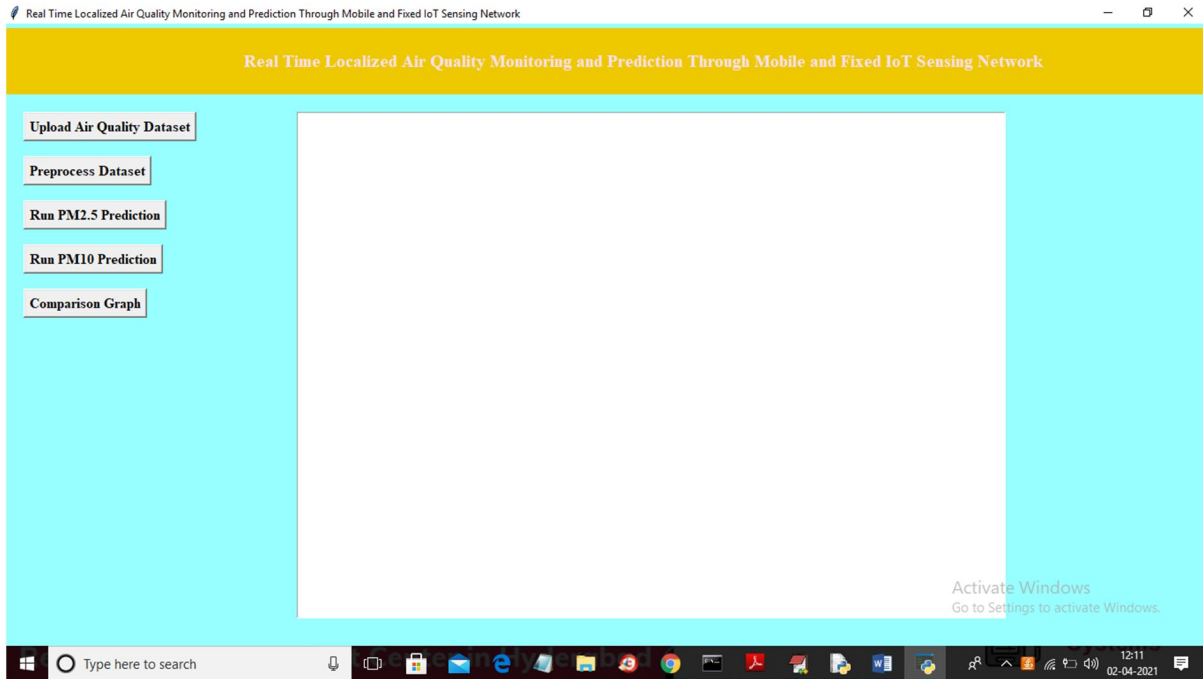 Real Time Localized Air Quality Monitoring and Prediction Through Mobile and Fixed IoT Sensing Network
Real Time Localized Air Quality Monitoring and Prediction Through Mobile and Fixed IoT Sensing Network
Upload Air Quality Dataset
Preprocess Dataset
Run PM2.5 Prediction
Run PM10 Prediction
Comparison Graph
Activate Windows
Go to Settings to activate Windows.
Type here to search
12:11
02-04-2021